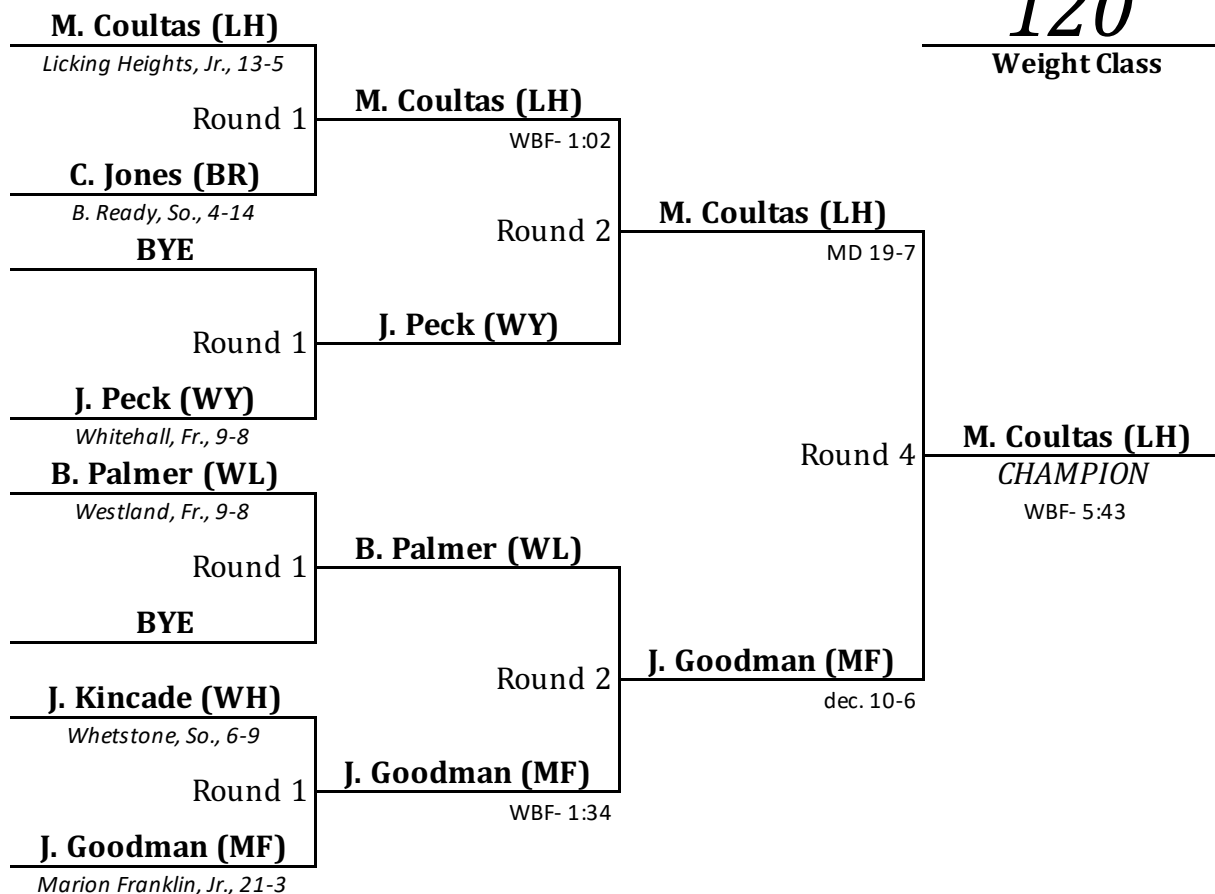 M. Coultas (LH)
120
Licking Heights, Jr., 13-5
Weight Class
Round 1
M. Coultas (LH)
WBF- 1:02
C. Jones (BR)
B. Ready, So., 4-14
Round 2
M. Coultas (LH)
MD 19-7
BYE
Round 1
J. Peck (WY)
J. Peck (WY)
Whitehall, Fr., 9-8
Round 4
M. Coultas (LH)
CHAMPION
WBF- 5:43
B. Palmer (WL)
Westland, Fr., 9-8
Round 1
B. Palmer (WL)
BYE
Round 2
J. Goodman (MF)
dec. 10-6
J. Kincade (WH)
Whetstone, So., 6-9
Round 1
J. Goodman (MF)
WBF- 1:34
J. Goodman (MF)
Marion Franklin, Jr., 21-3